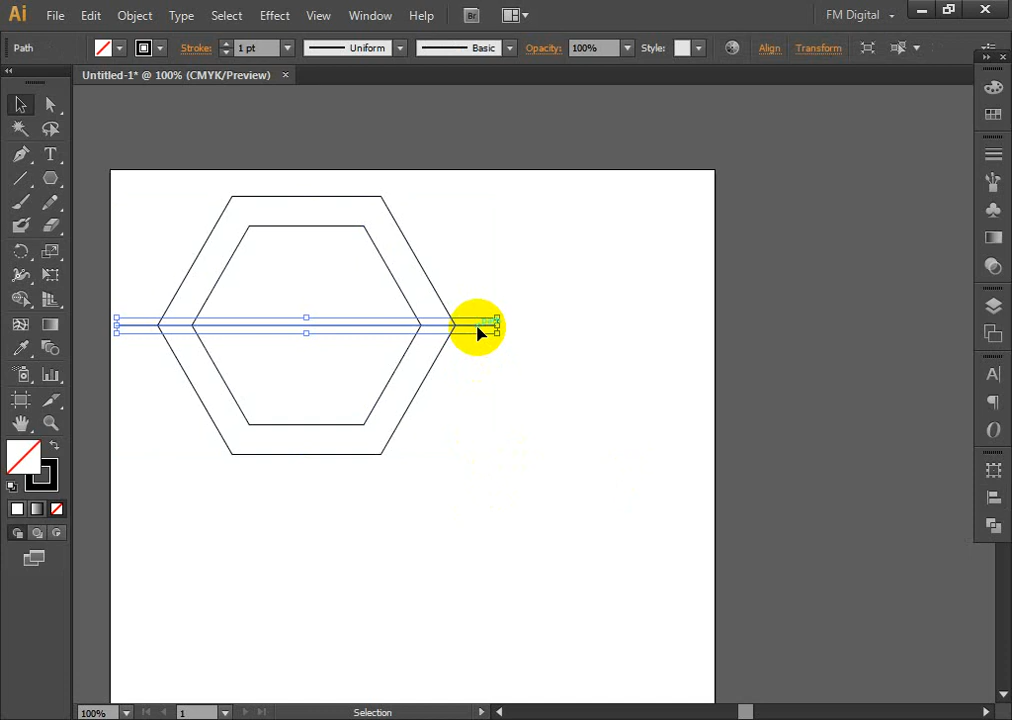 Ai File Edit Object Type Select Effect View Window Help Br FM Digital
Path Stroke: 1 pt Uniform Basic Opacity: 100% Style: Align Transform
Untitled-1* @ 100% (CMYK/Preview)
100% 1 Selection